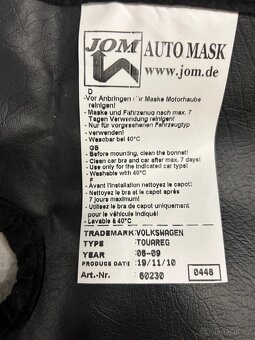 JOM
AUTO MASK
www.jom.de
D
-Vor Anbringen der Maske Motorhaube
reinigen!
- Maske und Fahrzeug nach max. 7
Tagen Verwendung reinigen!
- Nur für vorgesehenen Fahrzeugtyp
verwenden!
- Wasobar bei 40°C
GB
- Before mounting, clean the bonnet!
- Clean car bra and car after max. 7 days!
- Use only for the indicated car type!
- Washable with 40°C
F
- Avant l'installation nettoyez le capot!
- Nettoyez le bra et le capot après
7 jours maximum!
- Utilisez le bra de capot uniquement
pour le véhicule indiqué!
- Lavable à 40°C
TRADEMARK: VOLKSWAGEN
TYPE : TOURREG
YEAR : 06-09
PRODUCE DATE : 19/11/10
Art.-Nr. : 60230
0448